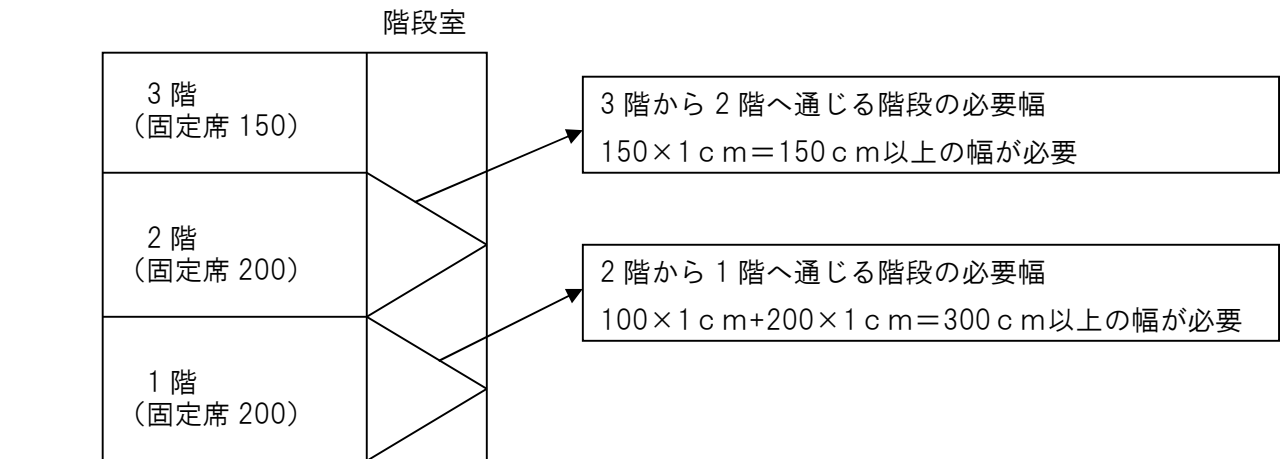 階段室
3階
(固定席 150)
3階から2階へ通じる階段の必要幅
150×1cm=150cm以上の幅が必要
2階
(固定席 200)
2階から1階へ通じる階段の必要幅
100×1cm+200×1cm=300cm以上の幅が必要
1階
(固定席 200)